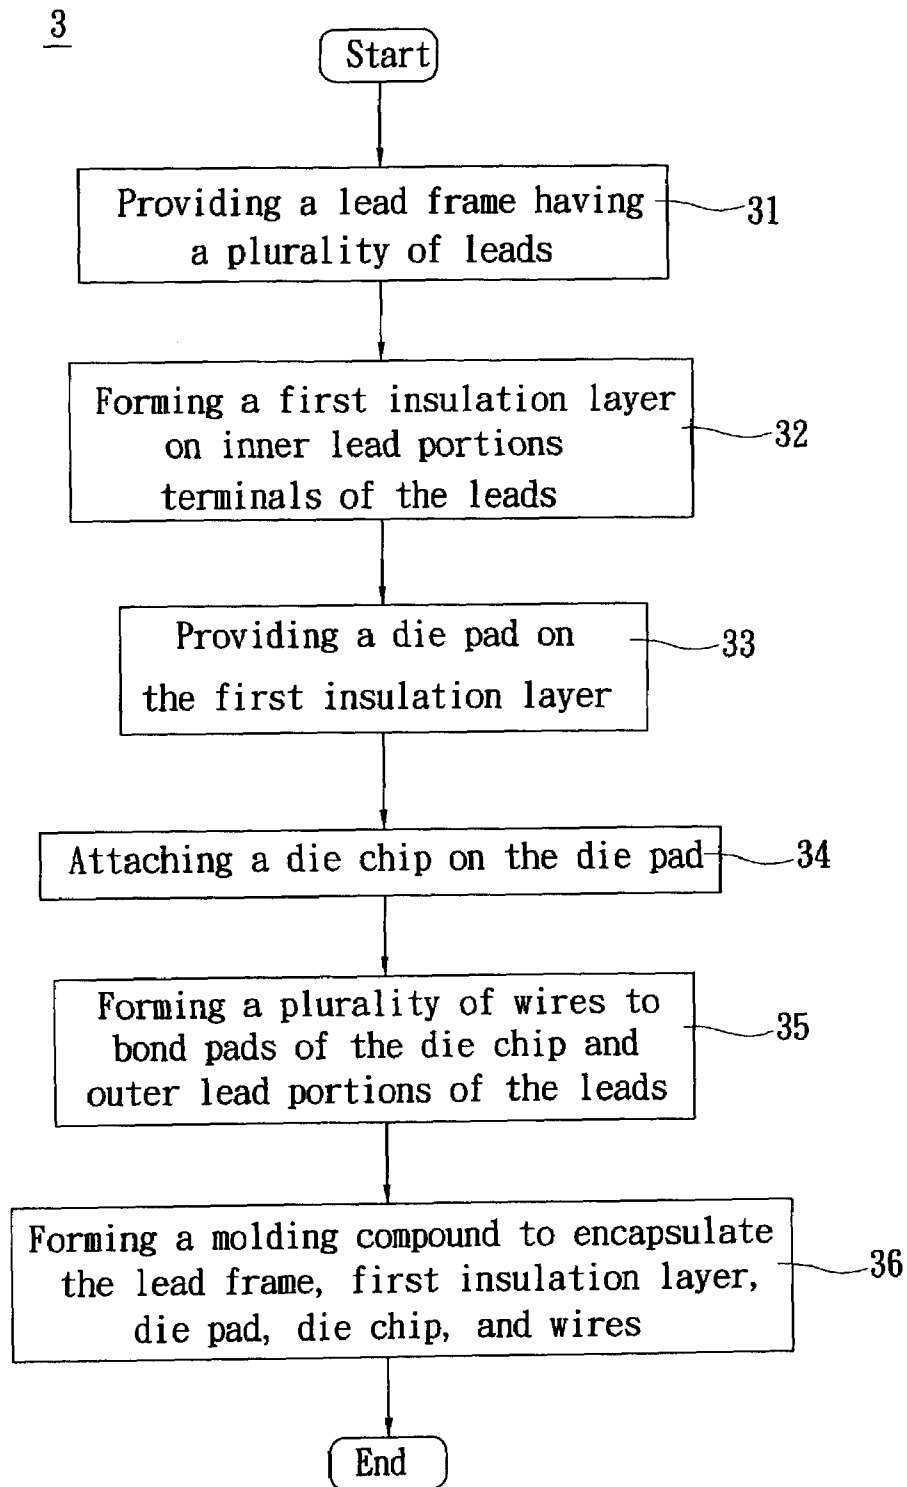 3
Start
Providing a lead frame having
a plurality of leads
31
Forming a first insulation layer
on inner lead portions
terminals of the leads
32
Providing a die pad on
the first insulation layer
33
Attaching a die chip on the die pad
34
Forming a plurality of wires to
bond pads of the die chip and
outer lead portions of the leads
35
Forming a molding compound to encapsulate
the lead frame, first insulation layer,
die pad, die chip, and wires
36
End